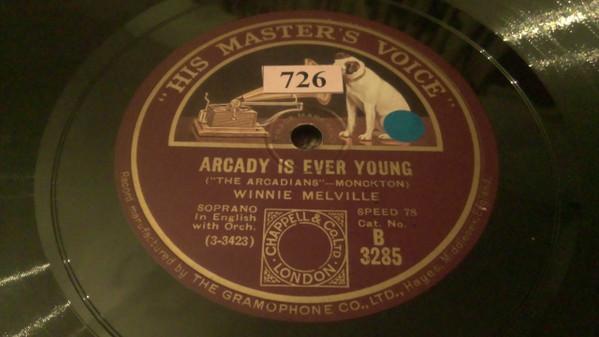 "HIS MASTER'S VOICE"
726
ARCADY IS EVER YOUNG
("THE ARCADIANS"—MONCKTON)
WINNIE MELVILLE
SOPRANO
In English
with Orch.
(3-3423)
CHAPPELL & CO. LTD.
LONDON
SPEED 78
Cat. No.
B
3285
Record manufactured by THE GRAMOPHONE CO., LTD., Hayes, Middlesex, England.